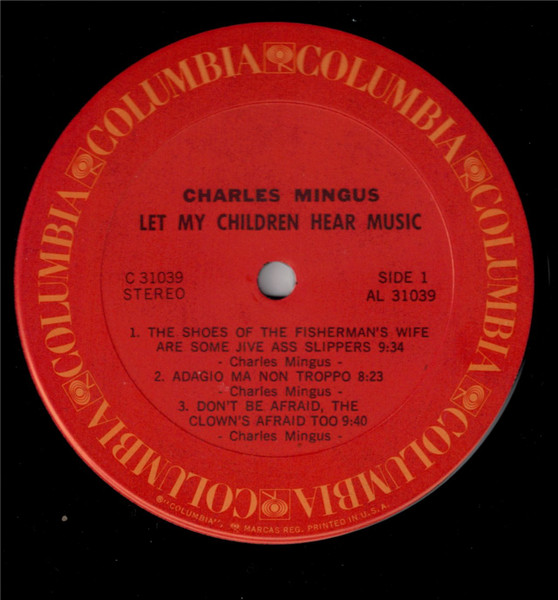 COLUMBIA COLUMBIA COLUMBIA COLUMBIA COLUMBIA COLUMBIA
CHARLES MINGUS
LET MY CHILDREN HEAR MUSIC
C 31039 SIDE 1
STEREO AL 31039
1. THE SHOES OF THE FISHERMAN'S WIFE
ARE SOME JIVE ASS SLIPPERS 9:34
- Charles Mingus -
2. ADAGIO MA NON TROPPO 8:23
- Charles Mingus -
3. DON'T BE AFRAID, THE
CLOWN'S AFRAID TOO 9:40
- Charles Mingus -
® "COLUMBIA", MARCAS REG. PRINTED IN U.S.A.